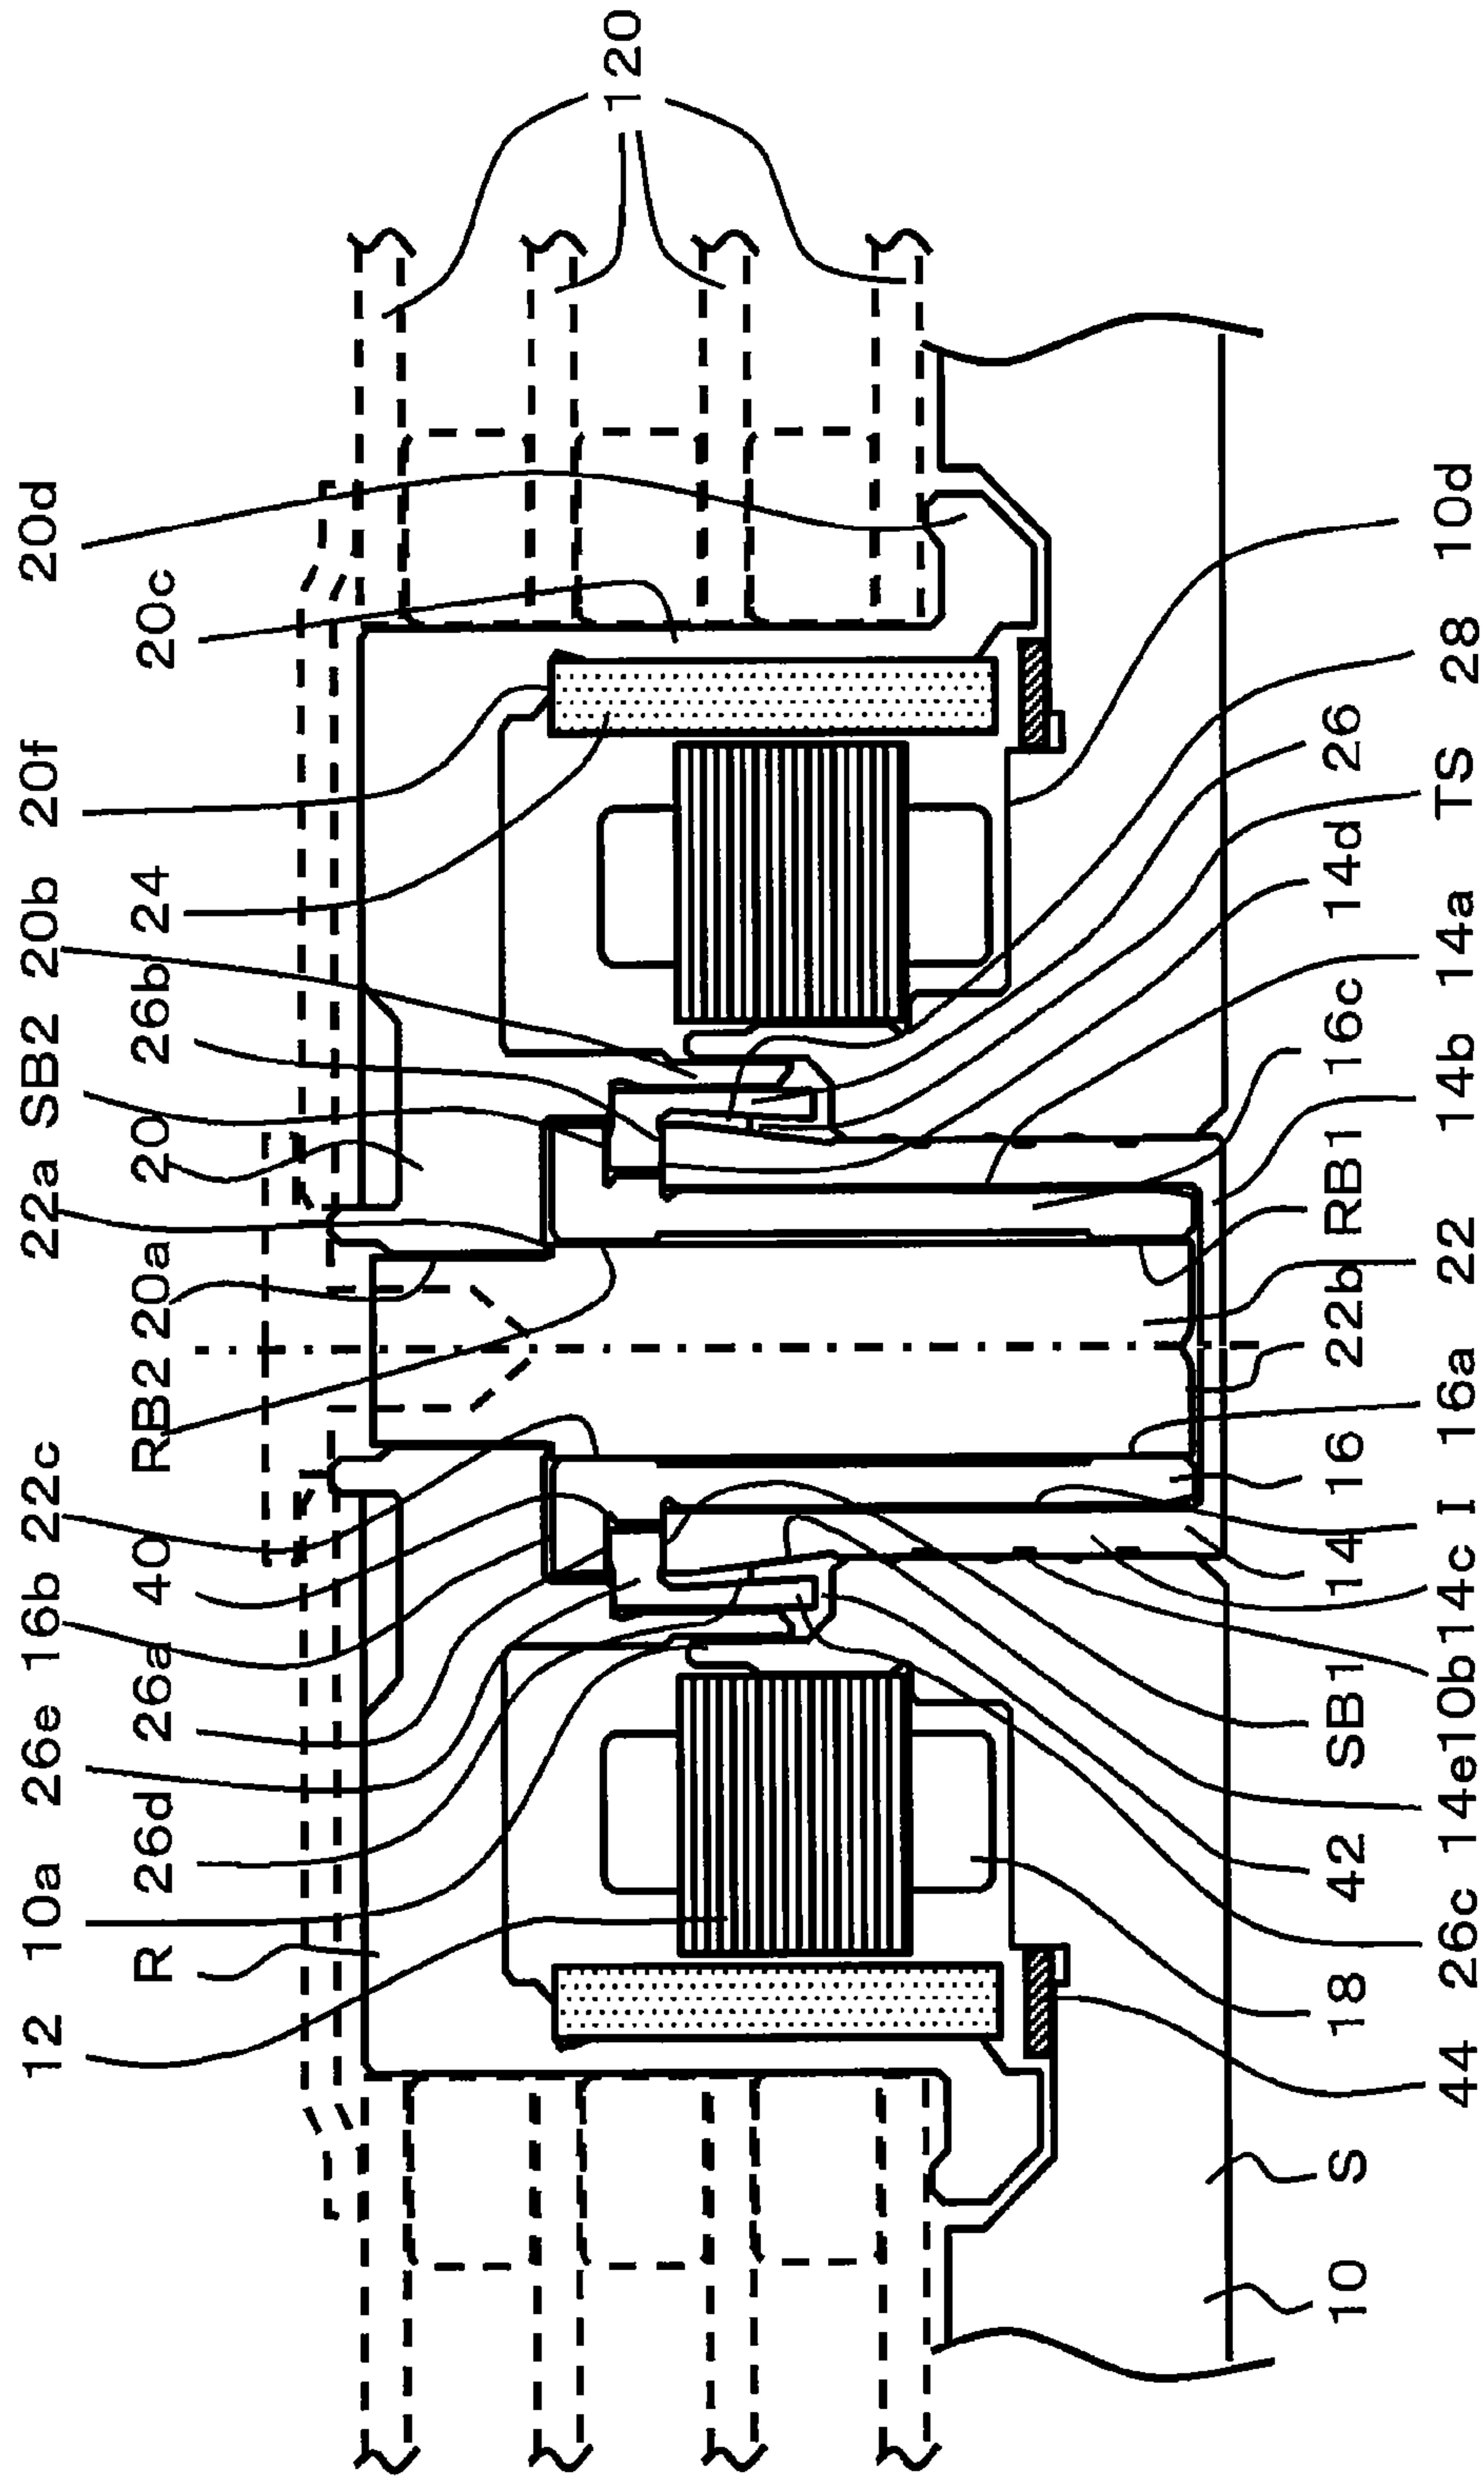 12 10a 26e 16b 22c 22a SB2 20b 20f 20d
R 26d 26a 40 RB2 20a 20 26b 24 20c
120
10 S 18 42 SB1 14 16 22b RB1 16c 14d 26
44 26c 14e 10b 14c I 16a 22 14b 14a TS 28 10d